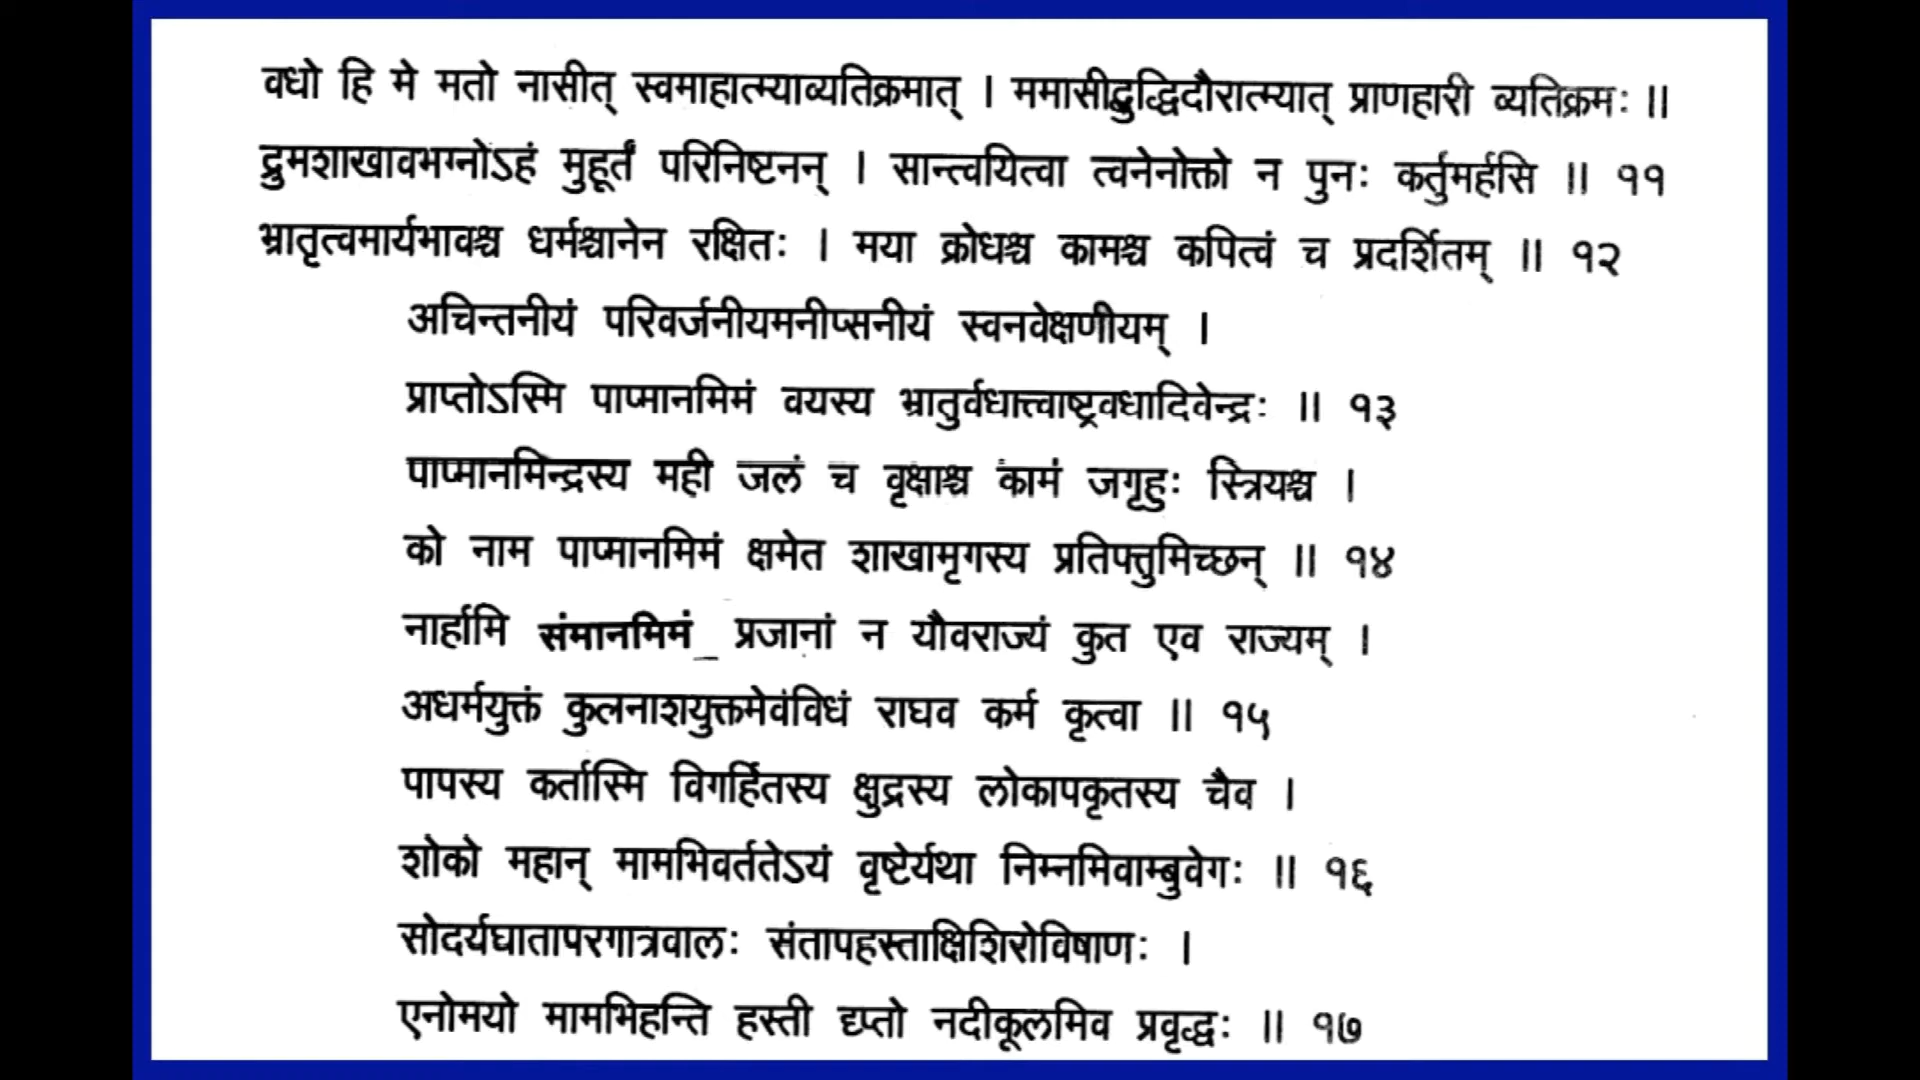 वधो हि मे मतो नासीत् स्वमाहात्म्याव्यतिक्रमात् । ममासीद्बुद्धिदौरात्म्यात् प्राणहारी व्यतिक्रमः ॥
द्रुमशाखावभग्नोऽहं मुहूर्तं परिनिष्टनन् । सान्त्वयित्वा त्वनेनोक्तो न पुनः कर्तुमर्हसि ॥ ११
भ्रातृत्वमार्यभावश्च धर्मश्चानेन रक्षितः । मया क्रोधश्च कामश्च कपित्वं च प्रदर्शितम् ॥ १२
अचिन्तनीयं परिवर्जनीयमनीप्सनीयं स्वनवेक्षणीयम् ।
प्राप्तोऽस्मि पाप्मानमिमं वयस्य भ्रातुर्वधात्त्वाष्ट्रवधादिवेन्द्रः ॥ १३
पाप्मानमिन्द्रस्य मही जलं च वृक्षाश्च कामं जगृहुः स्त्रियश्च ।
को नाम पाप्मानमिमं क्षमेत शाखामृगस्य प्रतिपत्तुमिच्छन् ॥ १४
नार्हामि संमानमिमं प्रजानां न यौवराज्यं कुत एव राज्यम् ।
अधर्मयुक्तं कुलनाशयुक्तमेवंविधं राघव कर्म कृत्वा ॥ १५
पापस्य कर्तास्मि विगर्हितस्य क्षुद्रस्य लोकापकृतस्य चैव ।
शोको महान् मामभिवर्ततेऽयं वृष्टेर्यथा निम्नमिवाम्बुवेगः ॥ १६
सोदर्यघातापरगात्रवालः संतापहस्ताक्षिशिरोविषाणः ।
एनोमयो मामभिहन्ति हस्ती दृप्तो नदीकूलमिव प्रवृद्धः ॥ १७